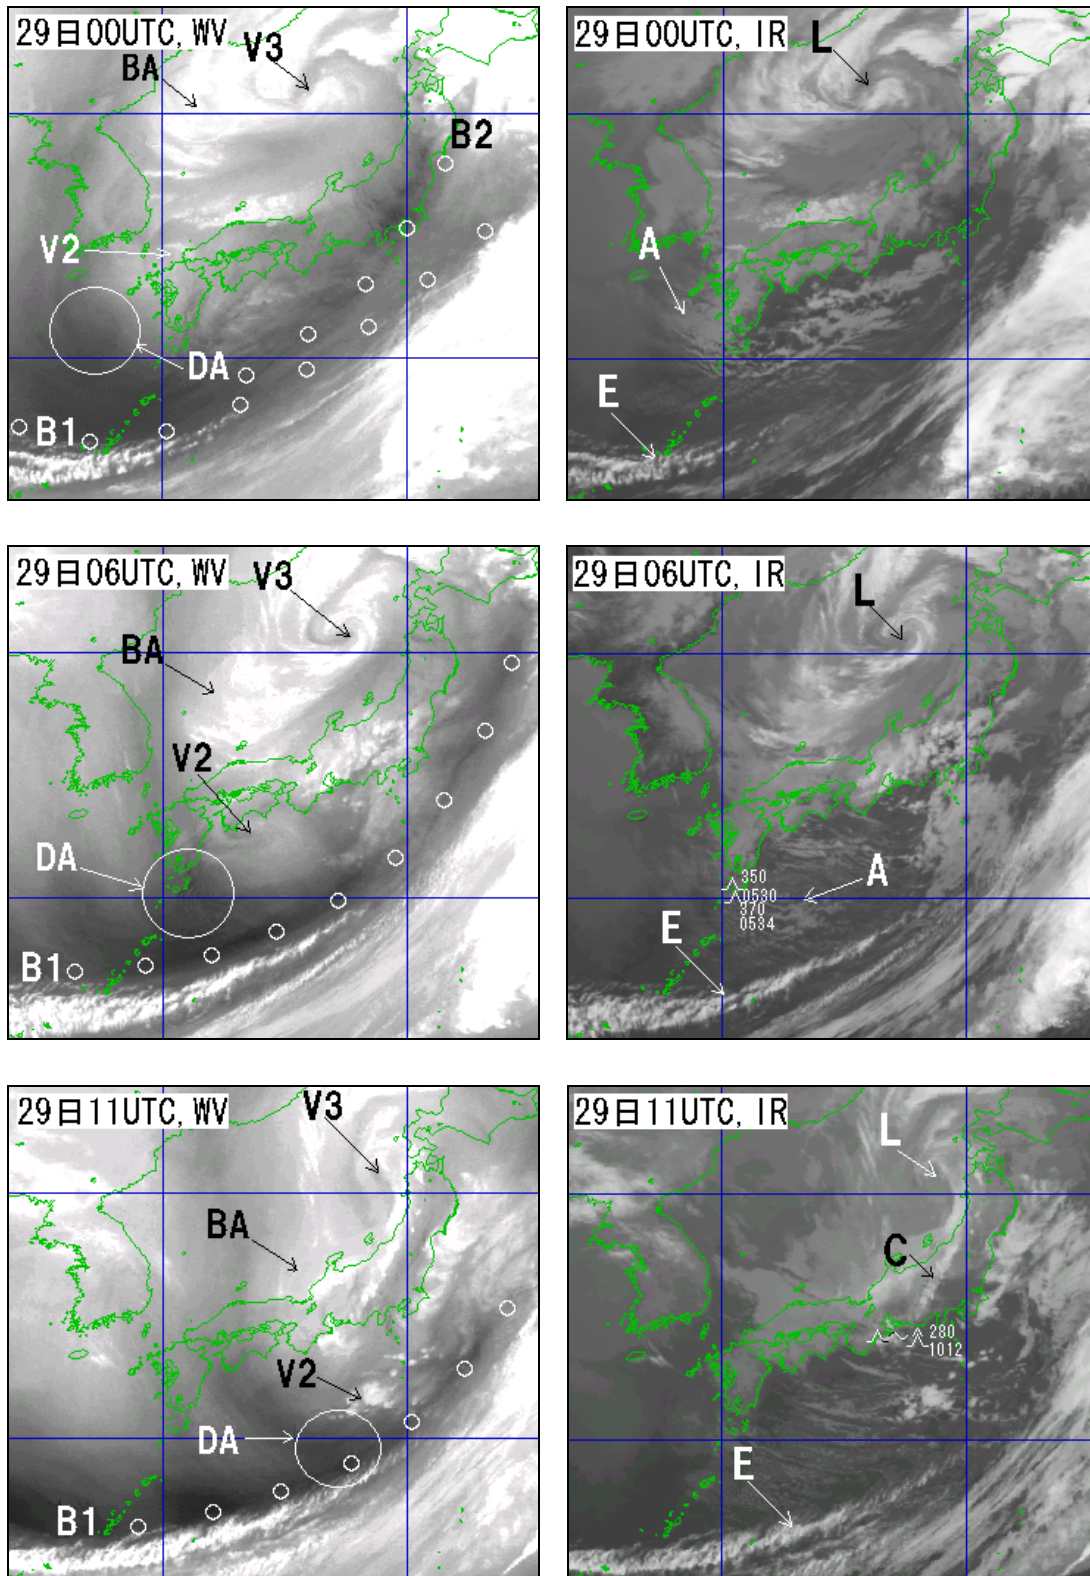 29日00UTC, WV
V3
BA
B2
V2
DA
B1
29日00UTC, IR
L
A
E
29日06UTC, WV
V3
BA
V2
DA
B1
29日06UTC, IR
L
A
350
0530
370
0534
E
29日11UTC, WV
V3
BA
V2
DA
B1
29日11UTC, IR
L
C
280
1012
E